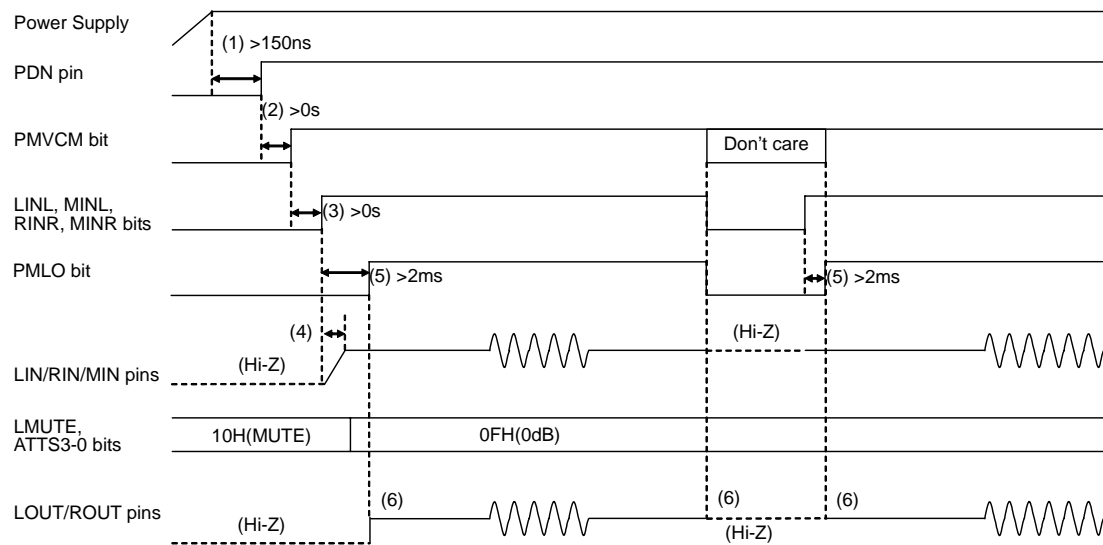 Power Supply
(1) >150ns
PDN pin
(2) >0s
PMVCM bit
Don't care
LINL, MINL,
RINR, MINR bits
(3) >0s
PMLO bit
(5) >2ms
(5) >2ms
(4)
(Hi-Z)
(Hi-Z)
LIN/RIN/MIN pins
LMUTE,
ATTS3-0 bits
10H(MUTE)
0FH(0dB)
(6)
(6)
(6)
LOUT/ROUT pins
(Hi-Z)
(Hi-Z)